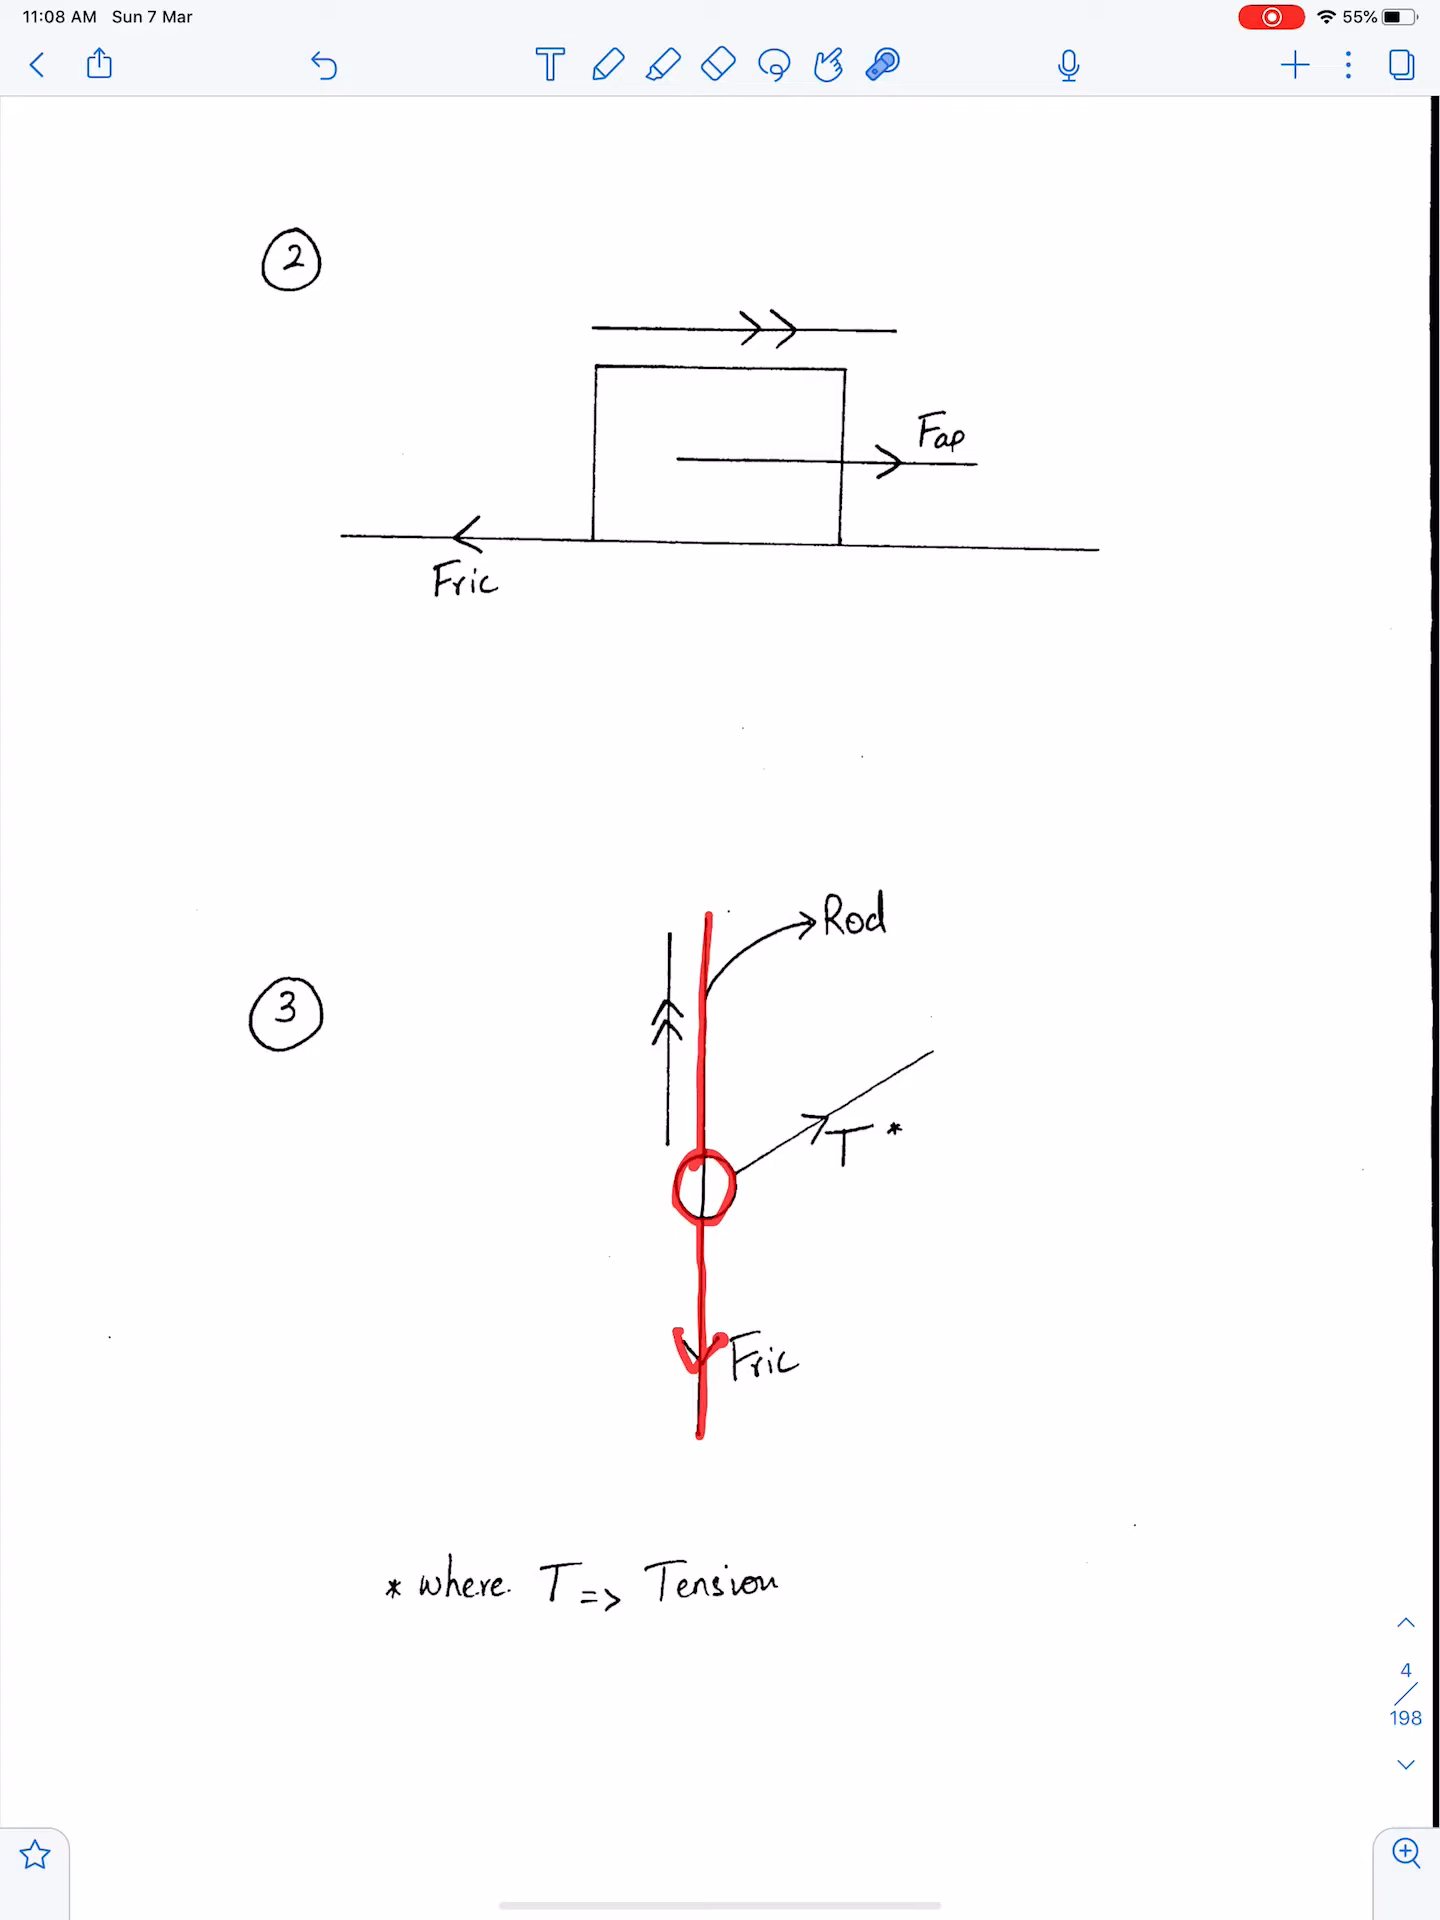 11:08 AM Sun 7 Mar
55%
2
Fap
Fric
Rod
3
T *
Fric
* where T => Tension
4
/
198